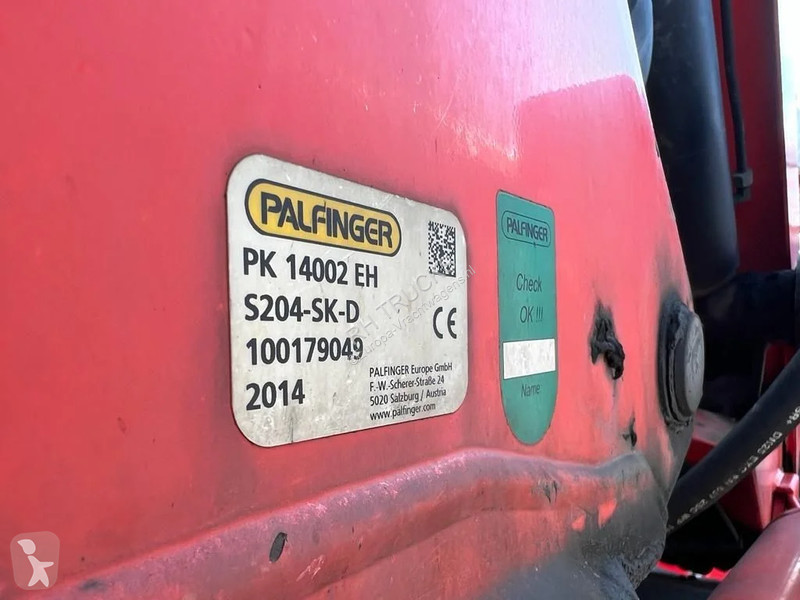 PALFINGER
PK 14002 EH
S204-SK-D
100179049
2014
PALFINGER Europe GmbH
F.-W.-Scherer-Straße 24
5020 Salzburg / Austria
www.palfinger.com
CE
PALFINGER
Check
OK !!!
Name